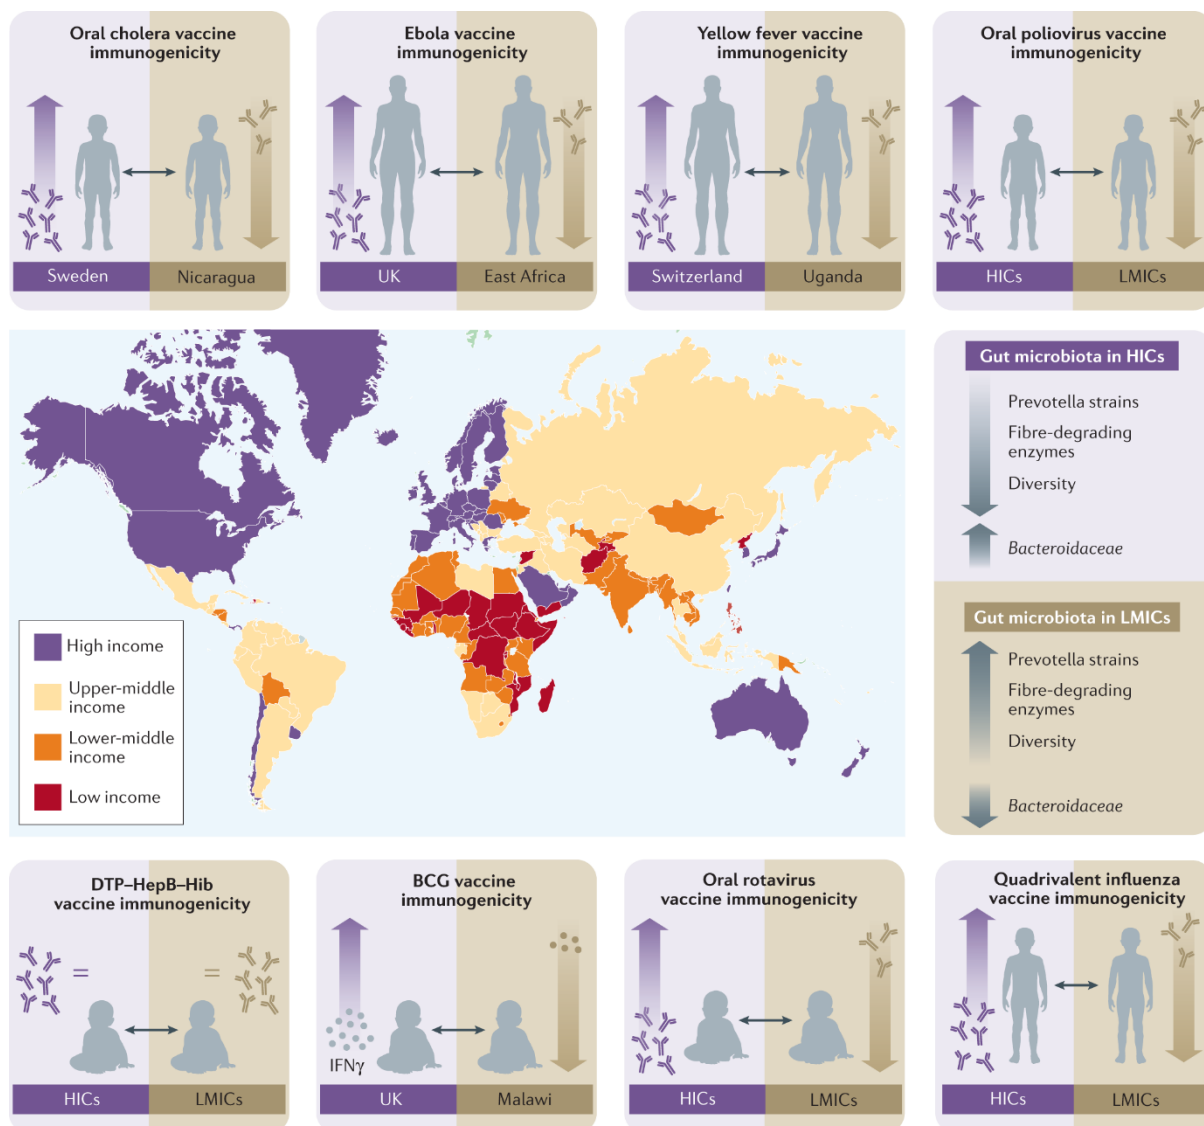 Oral cholera vaccine
immunogenicity
Sweden
Nicaragua
Ebola vaccine
immunogenicity
UK
East Africa
Yellow fever vaccine
immunogenicity
Switzerland
Uganda
Oral poliovirus vaccine
immunogenicity
HICs
LMICs
High income
Upper-middle
income
Lower-middle
income
Low income
Gut microbiota in HICs
Prevotella strains
Fibre-degrading
enzymes
Diversity
Bacteroidaceae
Gut microbiota in LMICs
Prevotella strains
Fibre-degrading
enzymes
Diversity
Bacteroidaceae
DTP–HepB–Hib
vaccine immunogenicity
=
=
HICs
LMICs
BCG vaccine
immunogenicity
IFNγ
UK
Malawi
Oral rotavirus
vaccine immunogenicity
HICs
LMICs
Quadrivalent influenza
vaccine immunogenicity
HICs
LMICs